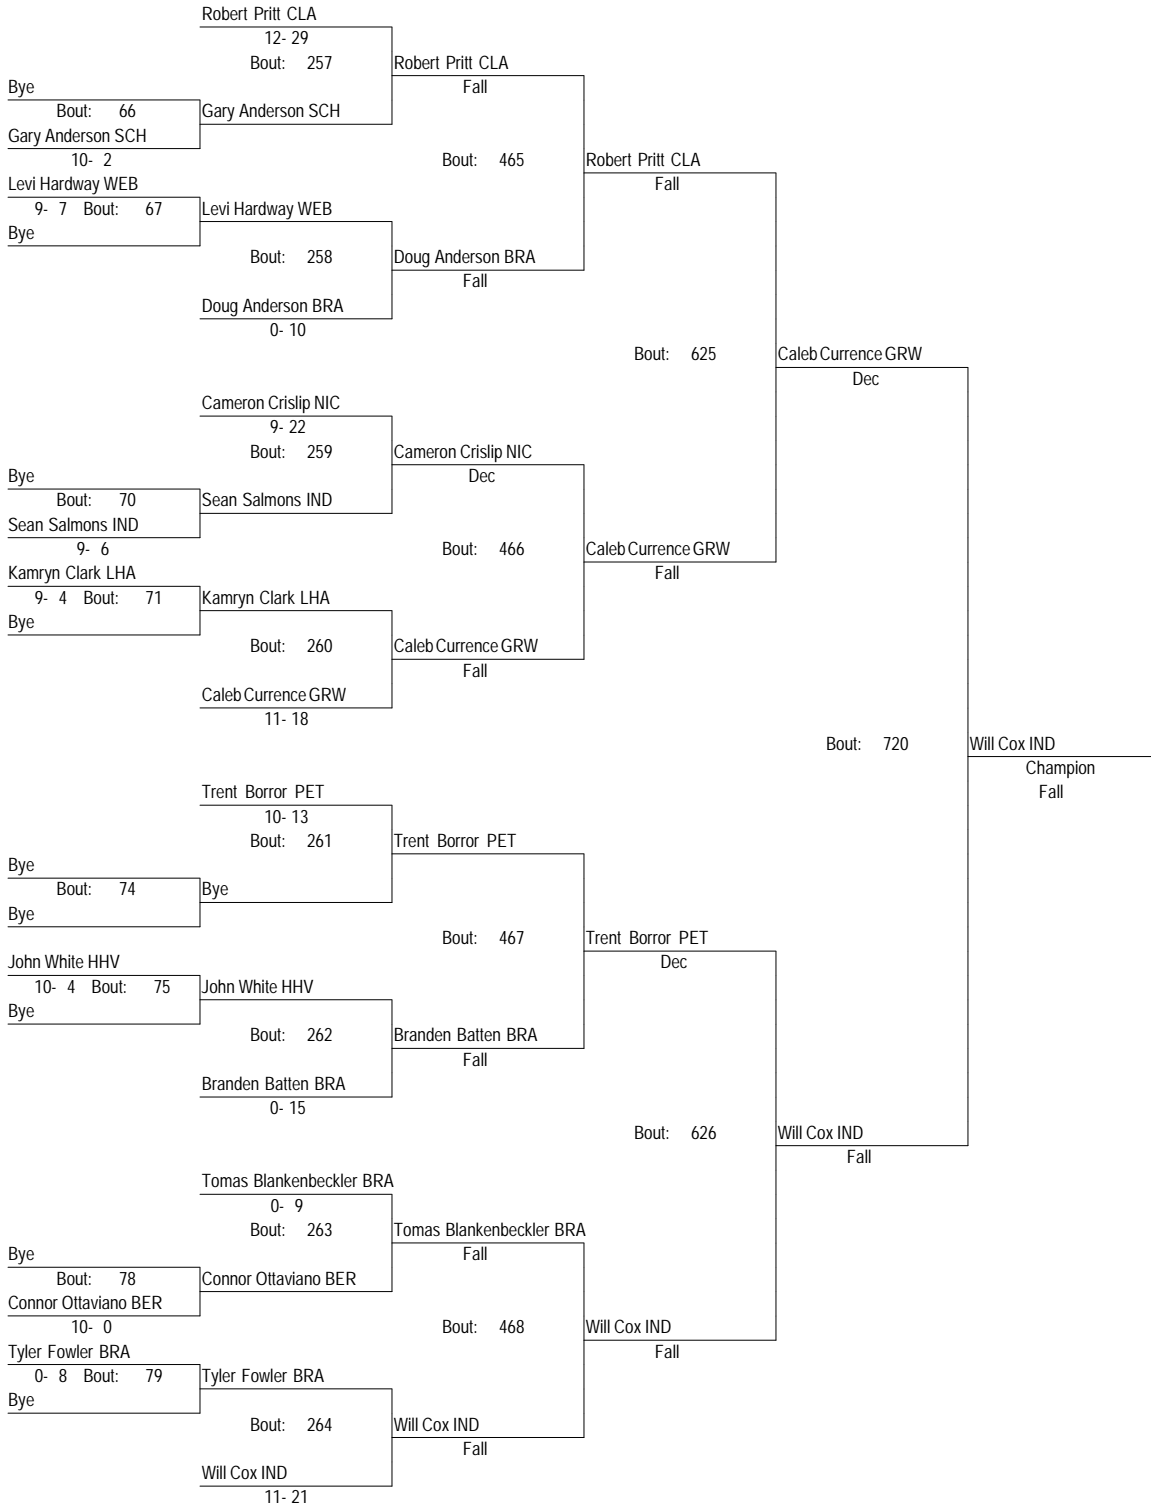 Robert Pritt CLA
12- 29
Bout: 257
Robert Pritt CLA
Fall
Bye
Bout: 66
Gary Anderson SCH
Gary Anderson SCH
10- 2
Bout: 465
Robert Pritt CLA
Fall
Levi Hardway WEB
9- 7 Bout: 67
Levi Hardway WEB
Bye
Bout: 258
Doug Anderson BRA
Fall
Doug Anderson BRA
0- 10
Bout: 625
Caleb Currence GRW
Dec
Cameron Crislip NIC
9- 22
Bout: 259
Cameron Crislip NIC
Dec
Bye
Bout: 70
Sean Salmons IND
Sean Salmons IND
9- 6
Bout: 466
Caleb Currence GRW
Fall
Kamryn Clark LHA
9- 4 Bout: 71
Kamryn Clark LHA
Bye
Bout: 260
Caleb Currence GRW
Fall
Caleb Currence GRW
11- 18
Bout: 720
Will Cox IND
Champion
Fall
Trent Borror PET
10- 13
Bout: 261
Trent Borror PET
Bye
Bout: 74
Bye
Bye
Bout: 467
Trent Borror PET
Dec
John White HHV
10- 4 Bout: 75
John White HHV
Bye
Bout: 262
Branden Batten BRA
Fall
Branden Batten BRA
0- 15
Bout: 626
Will Cox IND
Fall
Tomas Blankenbeckler BRA
0- 9
Bout: 263
Tomas Blankenbeckler BRA
Fall
Bye
Bout: 78
Connor Ottaviano BER
Connor Ottaviano BER
10- 0
Bout: 468
Will Cox IND
Fall
Tyler Fowler BRA
0- 8 Bout: 79
Tyler Fowler BRA
Bye
Bout: 264
Will Cox IND
Fall
Will Cox IND
11- 21